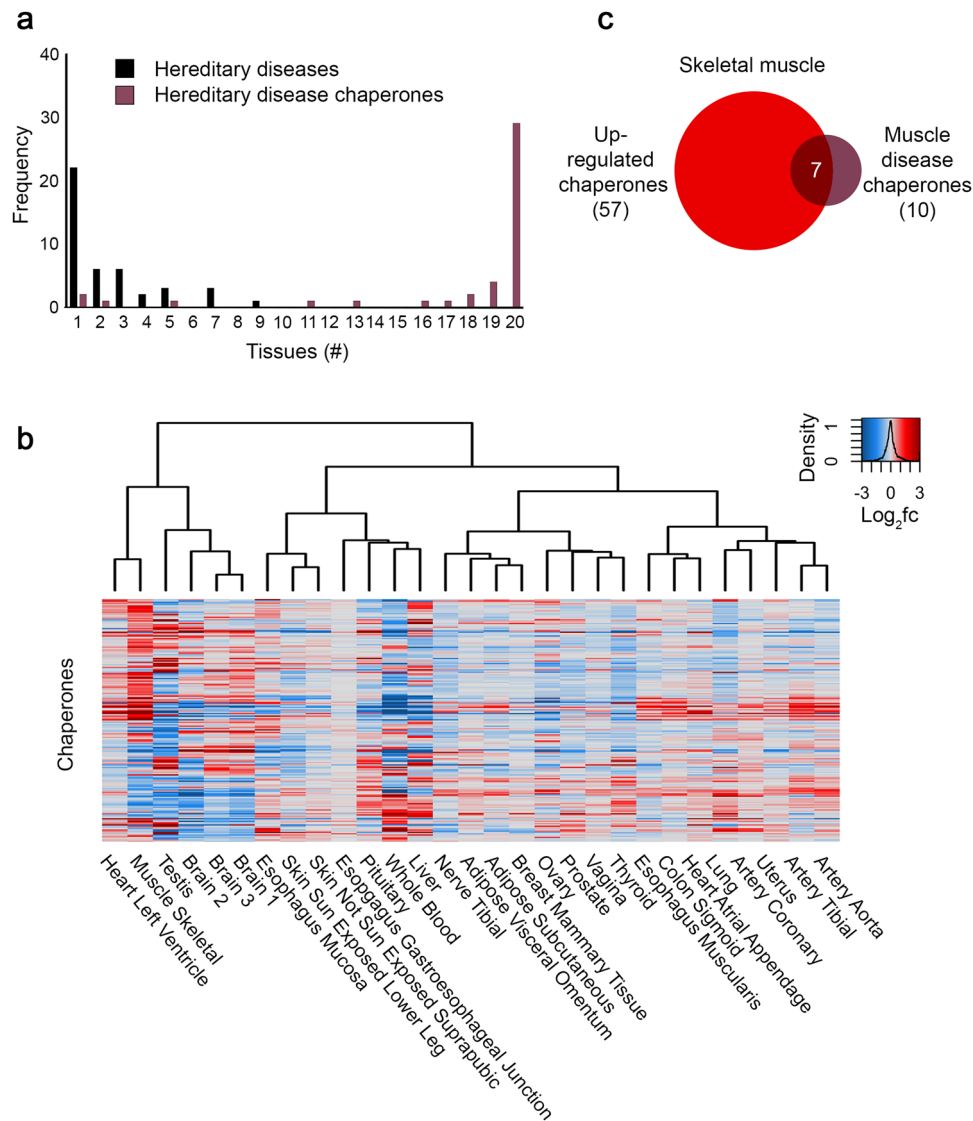 a
40
30
20
10
0
Frequency
Hereditary diseases
Hereditary disease chaperones
1 2 3 4 5 6 7 8 9 10 11 12 13 14 15 16 17 18 19 20
Tissues (#)
c
Skeletal muscle
Up-
regulated
chaperones
(57)
7
Muscle
disease
chaperones
(10)
b
Density
1
0
-3 0 3
Log2fc
Chaperones
Heart Left Ventricle
Muscle Skeletal
Testis
Brain 2
Brain 3
Brain 1
Esophagus Mucosa
Skin Sun Exposed Lower Leg
Skin Not Sun Exposed Suprapubic
Esopgagus Gastroesophageal Junction
Pituitary
Whole Blood
Liver
Nerve Tibial
Adipose Visceral Omentum
Adipose Subcutaneous
Breast Mammary Tissue
Ovary
Prostate
Vagina
Thyroid
Esophagus Muscularis
Colon Sigmoid
Heart Atrial Appendage
Lung
Artery Coronary
Uterus
Artery Tibial
Artery Aorta